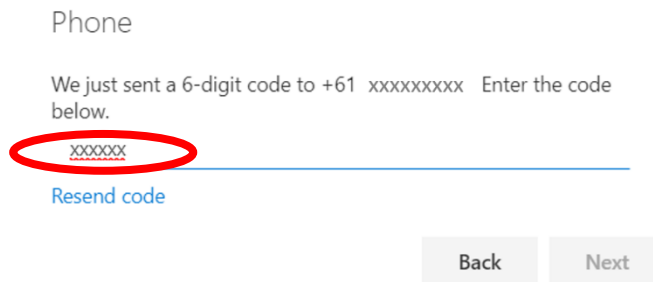 Phone
We just sent a 6-digit code to +61 xxxxxxxxx Enter the code
below.
xxxxxx
Resend code
Back Next